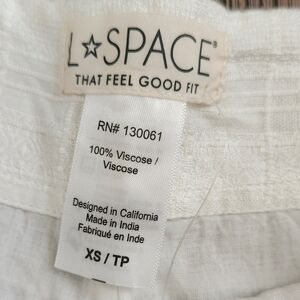 L☆SPACE®
THAT FEEL GOOD FIT
RN# 130061
100% Viscose /
Viscose
Designed in California
Made in India
Fabriqué en Inde
XS / TP